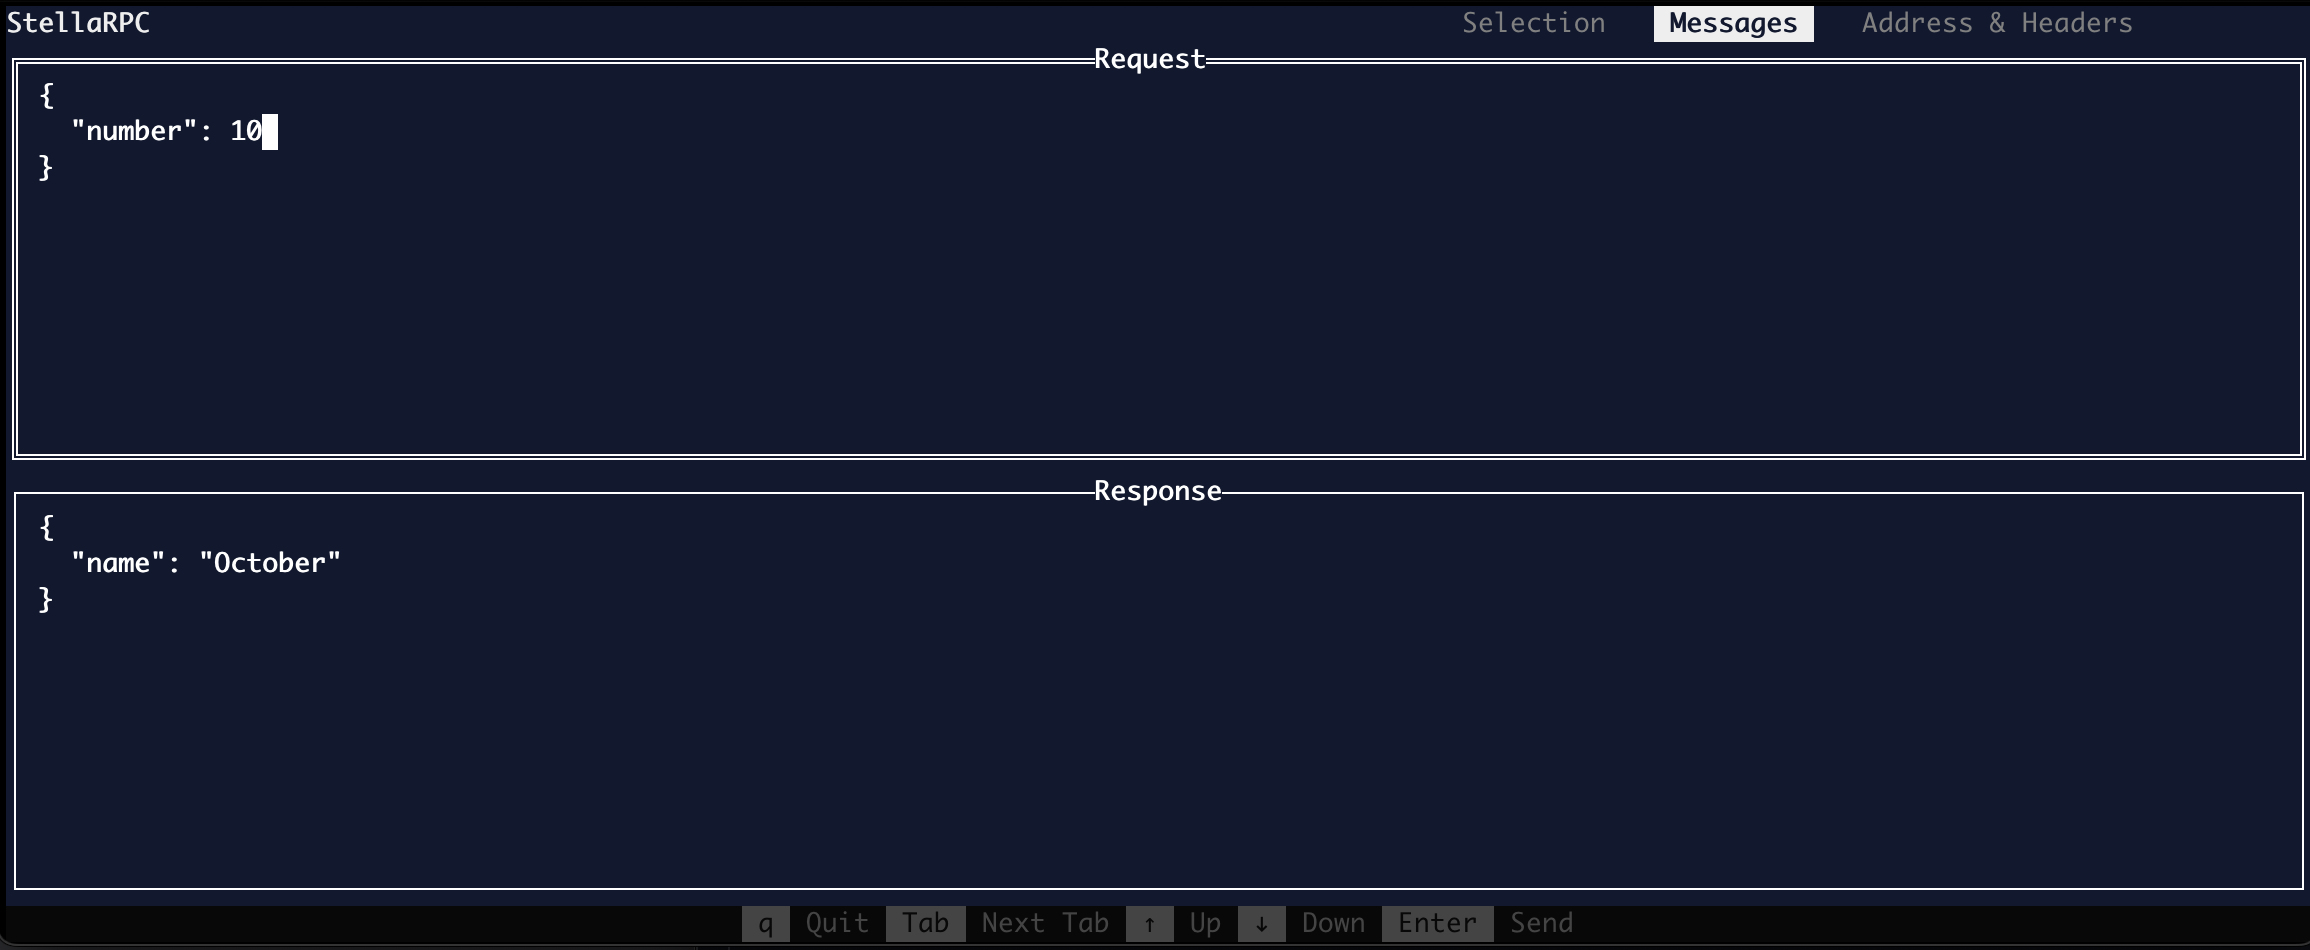 StellaRPC Selection Messages Address & Headers
Request
{
  "number": 10
}
Response
{
  "name": "October"
}
q Quit Tab Next Tab ↑ Up ↓ Down Enter Send